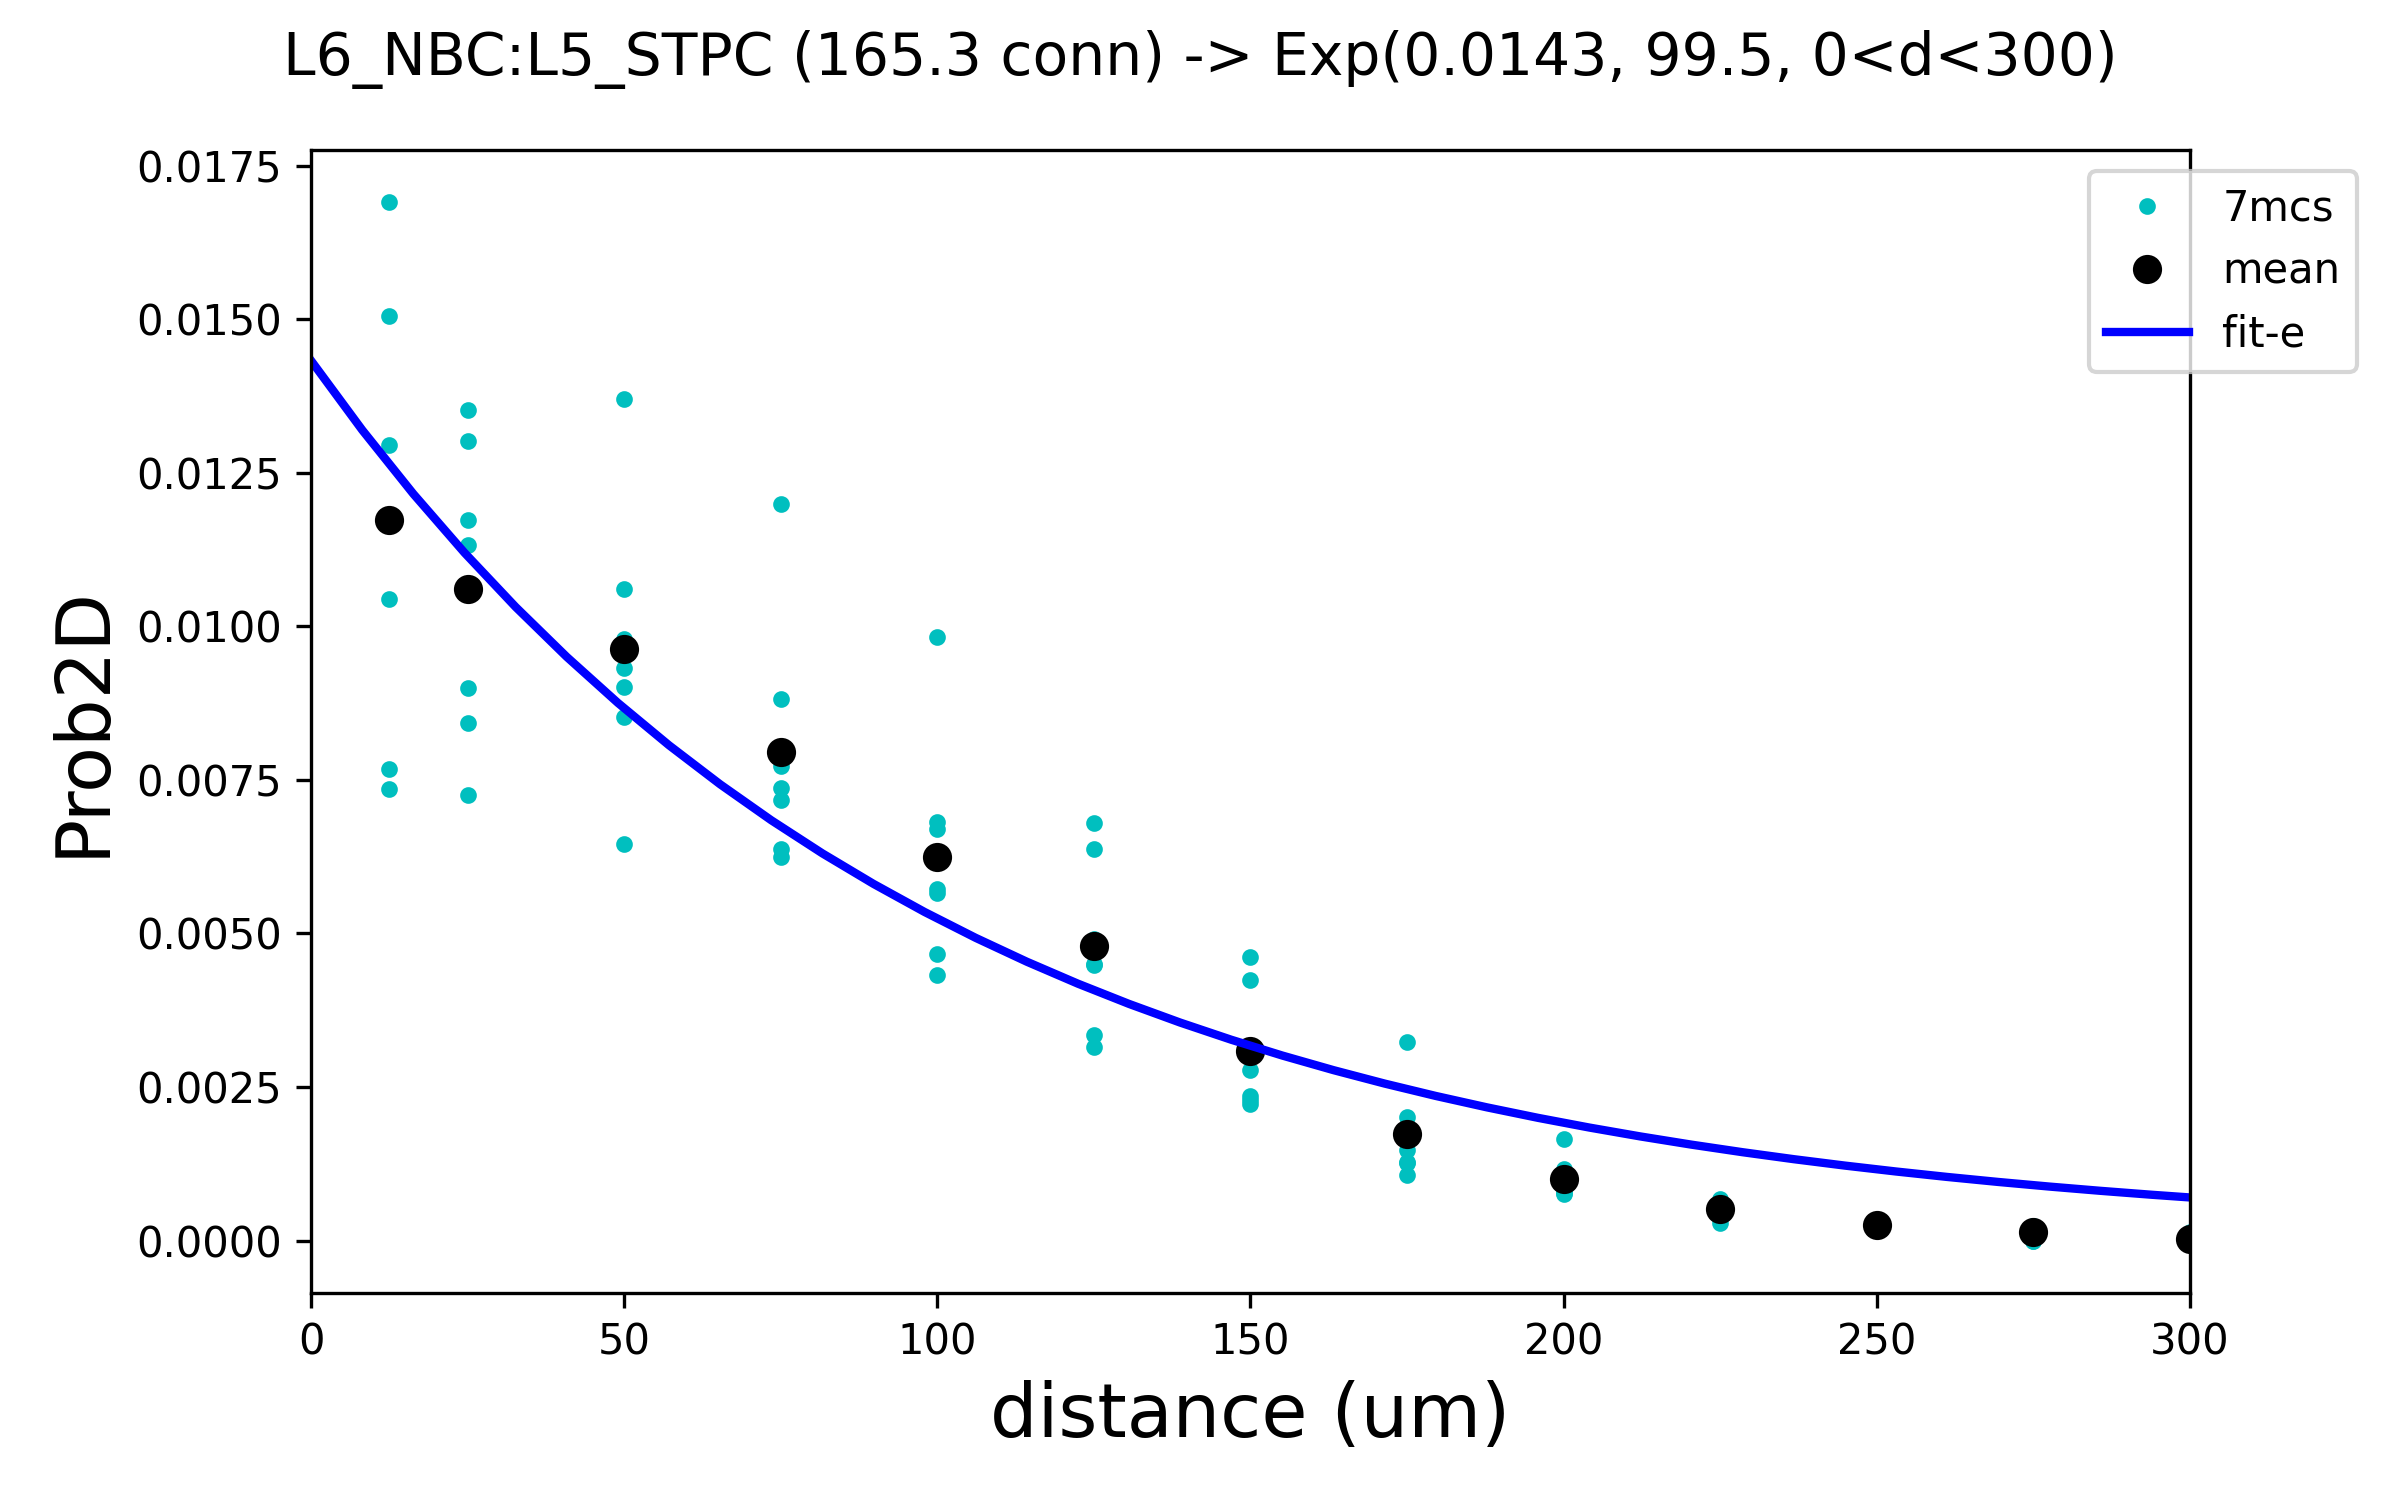 L6_NBC:L5_STPC (165.3 conn) -> Exp(0.0143, 99.5, 0<d<300)
7mcs
mean
fit-e
Prob2D
0.0175
0.0150
0.0125
0.0100
0.0075
0.0050
0.0025
0.0000
0 50 100 150 200 250 300
distance (um)